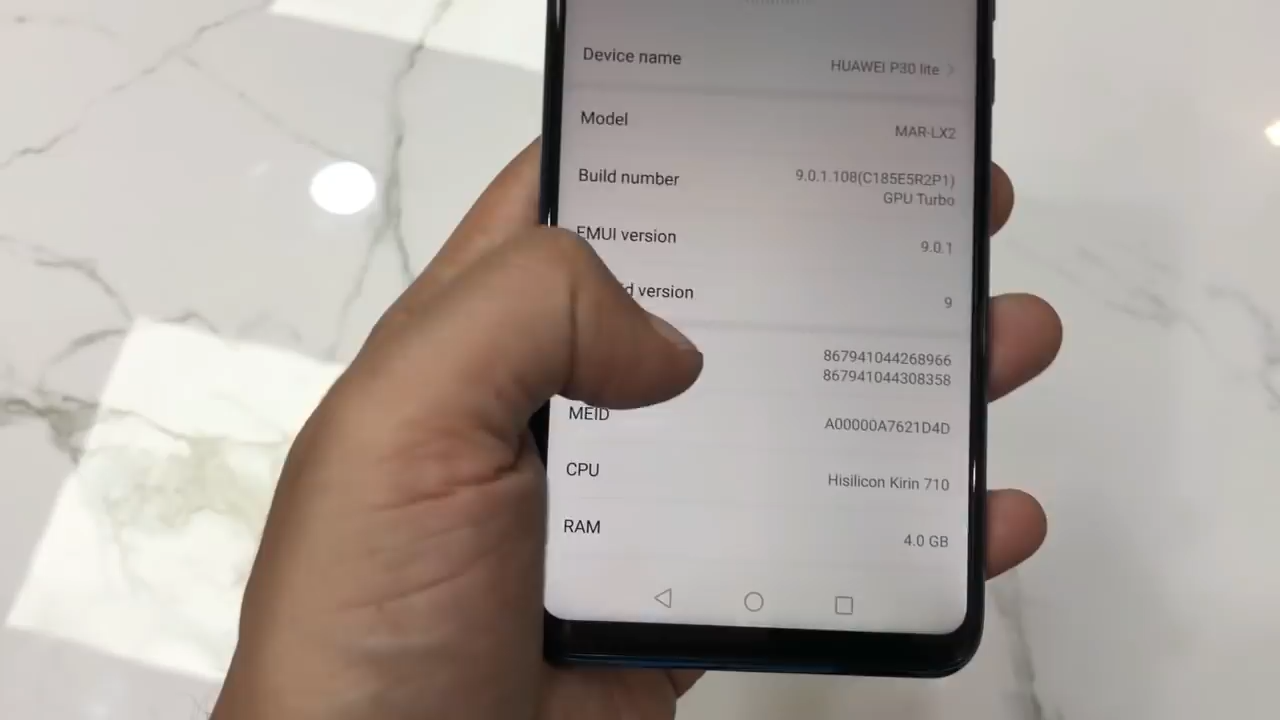 Device name
HUAWEI P30 lite
Model
MAR-LX2
Build number
9.0.1.108(C185E5R2P1)
GPU Turbo
EMUI version
9.0.1
version
9
867941044268966
867941044308358
MEID
A00000A7621D4D
CPU
Hisilicon Kirin 710
RAM
4.0 GB